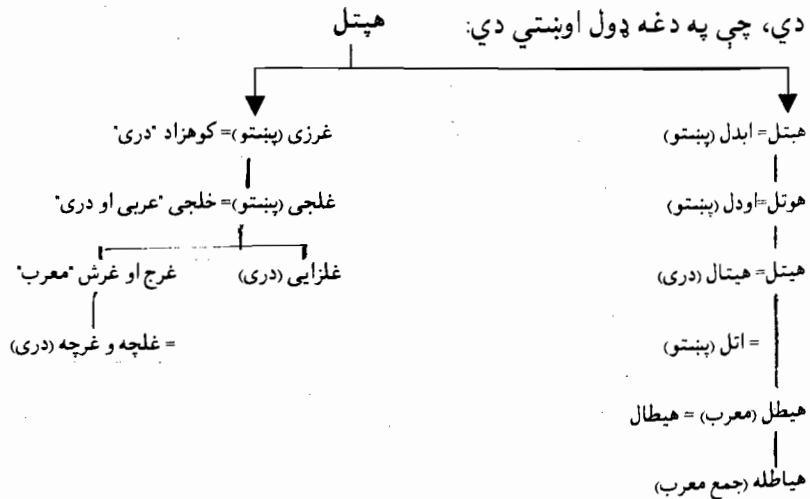 دي، چې په دغه ډول اوښتي دي: هپتل
هبتل= ابدل (پښتو) غرزی (پښتو)= کوهزاد "دری"
هوتل=اودل (پښتو) غلجی (پښتو)= خلجی "عربی او دری"
هیتل= هیتال (دری) غلزایی (دری) غرج او غرش "معرب"
= اتل (پښتو) = غلچه و غرچه (دری)
هیطل (معرب) = هیطال
هیاطله (جمع معرب)